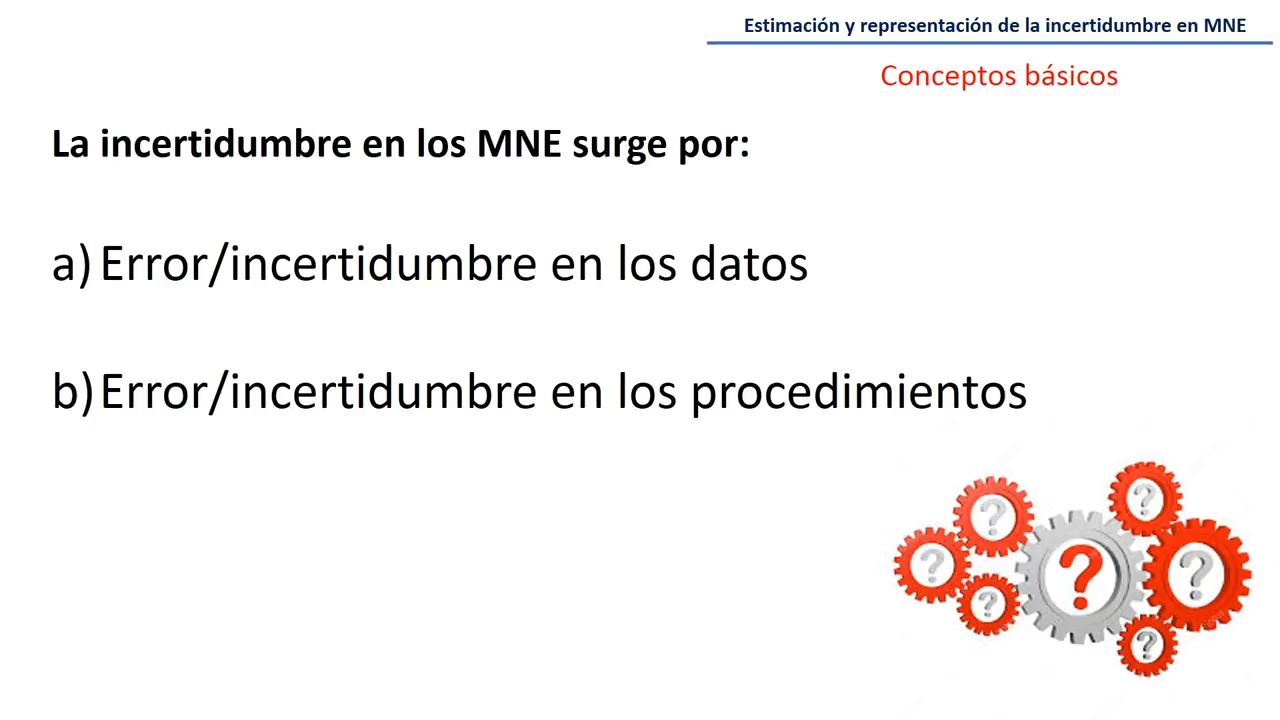 Estimación y representación de la incertidumbre en MNE
Conceptos básicos
La incertidumbre en los MNE surge por:
a) Error/incertidumbre en los datos
b) Error/incertidumbre en los procedimientos
?
?
?
?
?
?
?